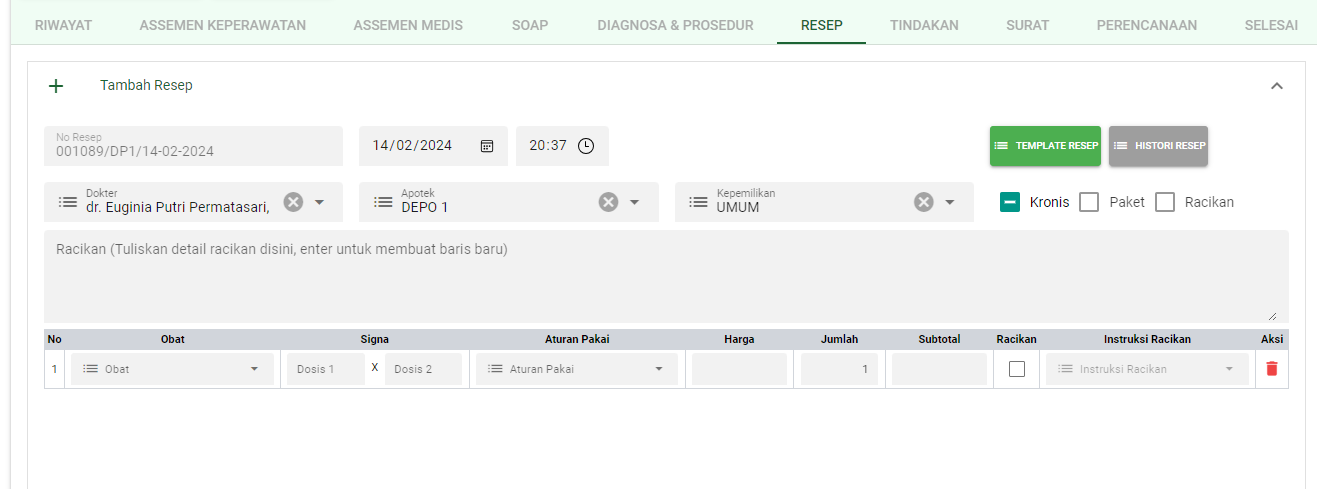 RIWAYAT ASSEMEN KEPERAWATAN ASSEMEN MEDIS SOAP DIAGNOSA & PROSEDUR RESEP TINDAKAN SURAT PERENCANAAN SELESAI
Tambah Resep
No Resep
001089/DP1/14-02-2024
14/02/2024
20:37
TEMPLATE RESEP
HISTORI RESEP
Dokter
dr. Euginia Putri Permatasari,
Apotek
DEPO 1
Kepemilikan
UMUM
Kronis Paket Racikan
Racikan (Tuliskan detail racikan disini, enter untuk membuat baris baru)
No Obat Signa Aturan Pakai Harga Jumlah Subtotal Racikan Instruksi Racikan Aksi
1 Obat Dosis 1 X Dosis 2 Aturan Pakai 1 Instruksi Racikan